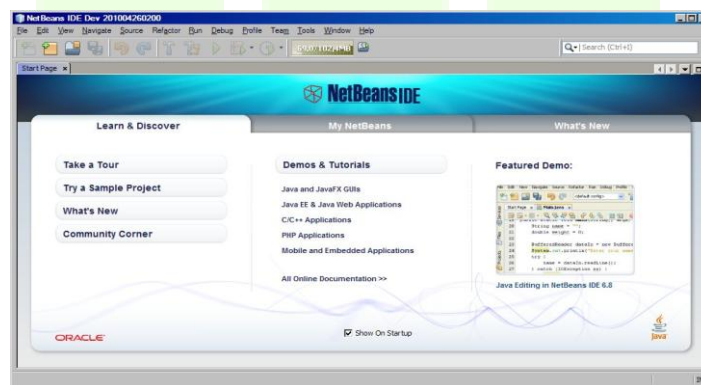 NetBeans IDE Dev 201004260200
File Edit View Navigate Source Refactor Run Debug Profile Team Tools Window Help
Search (Ctrl+I)
Start Page
NetBeans IDE
Learn & Discover
My NetBeans
What's New
Take a Tour
Try a Sample Project
What's New
Community Corner
Demos & Tutorials
Java and JavaFX GUIs
Java EE & Java Web Applications
C/C++ Applications
PHP Applications
Mobile and Embedded Applications
All Online Documentation >>
Featured Demo:
Java Editing in NetBeans IDE 6.8
ORACLE
Show On Startup
Java